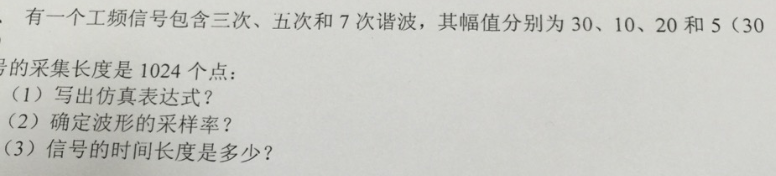 有一个工频信号包含三次、五次和 7 次谐波，其幅值分别为 30、10、20 和 5（30
的采集长度是 1024 个点：
（1）写出仿真表达式？
（2）确定波形的采样率？
（3）信号的时间长度是多少？